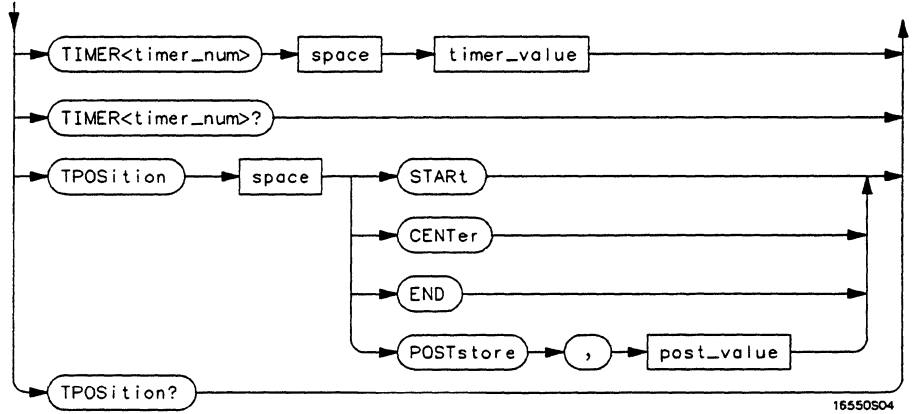 TIMER<timer_num> space timer_value
TIMER<timer_num>?
TPOSition space STARt
CENTer
END
POSTstore , post_value
TPOSition?
16550S04